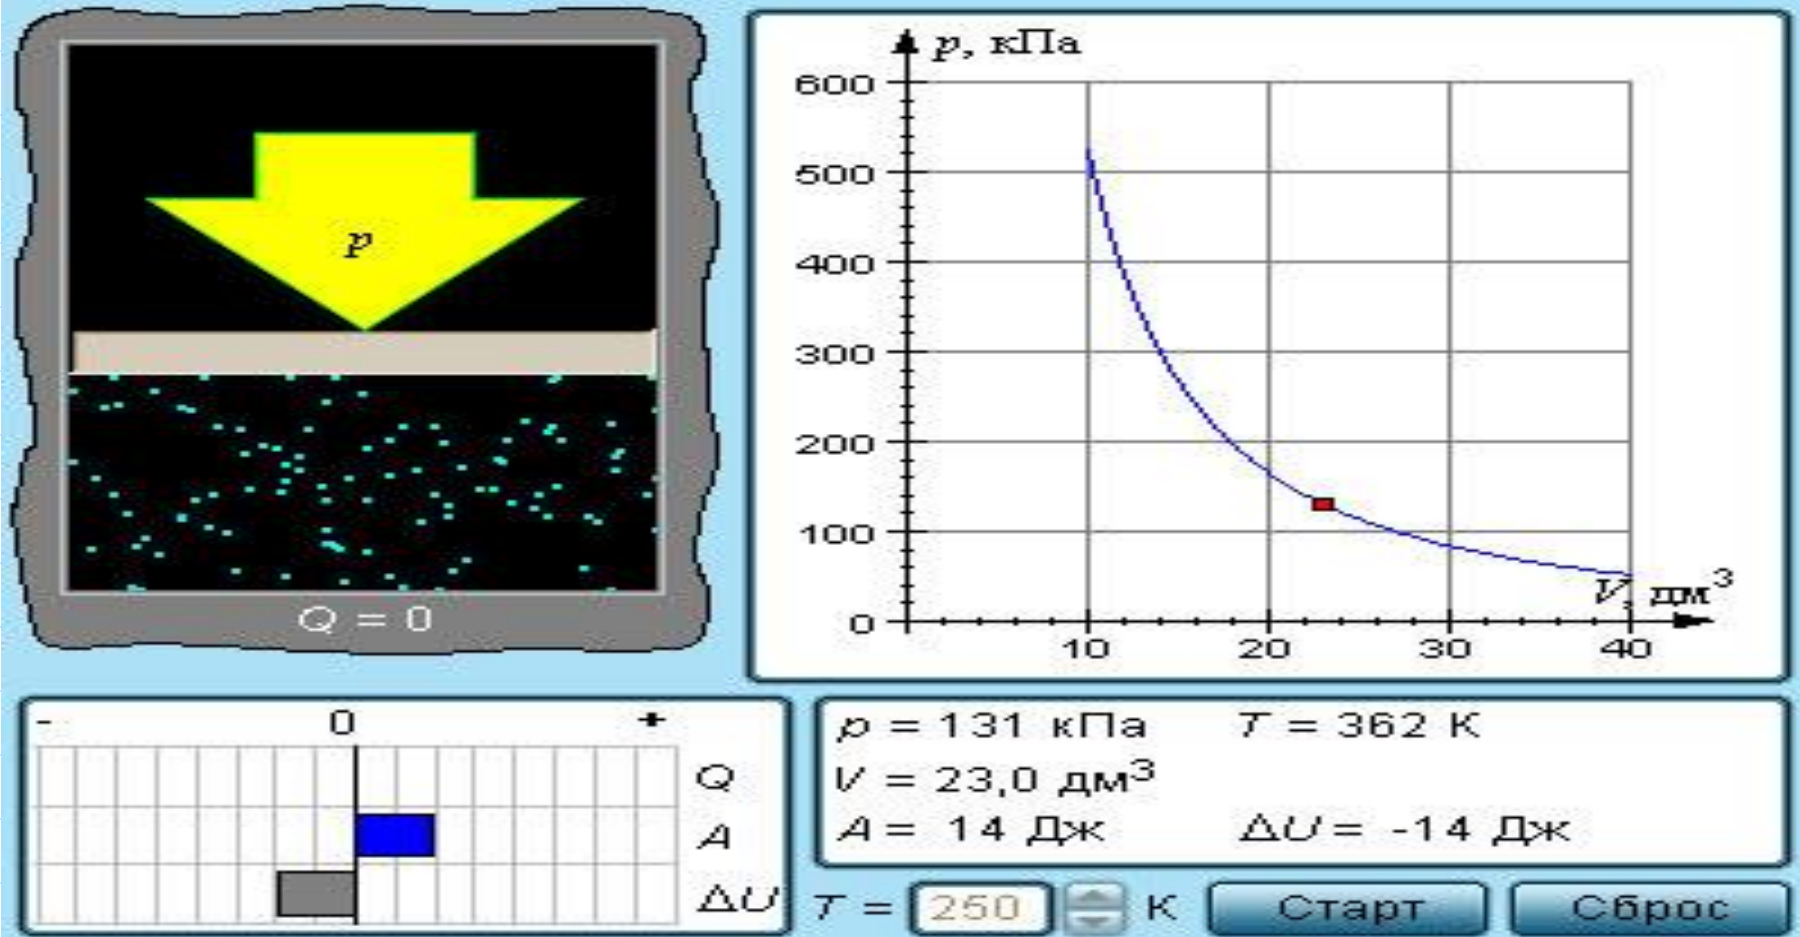 p
Q = 0
p, кПа
600
500
400
300
200
100
0
10 20 30 40
V, дм³
- 0 +
Q
A
ΔU
p = 131 кПа T = 362 К
V = 23,0 дм³
A = 14 Дж ΔU = -14 Дж
T = 250 К Старт Сброс